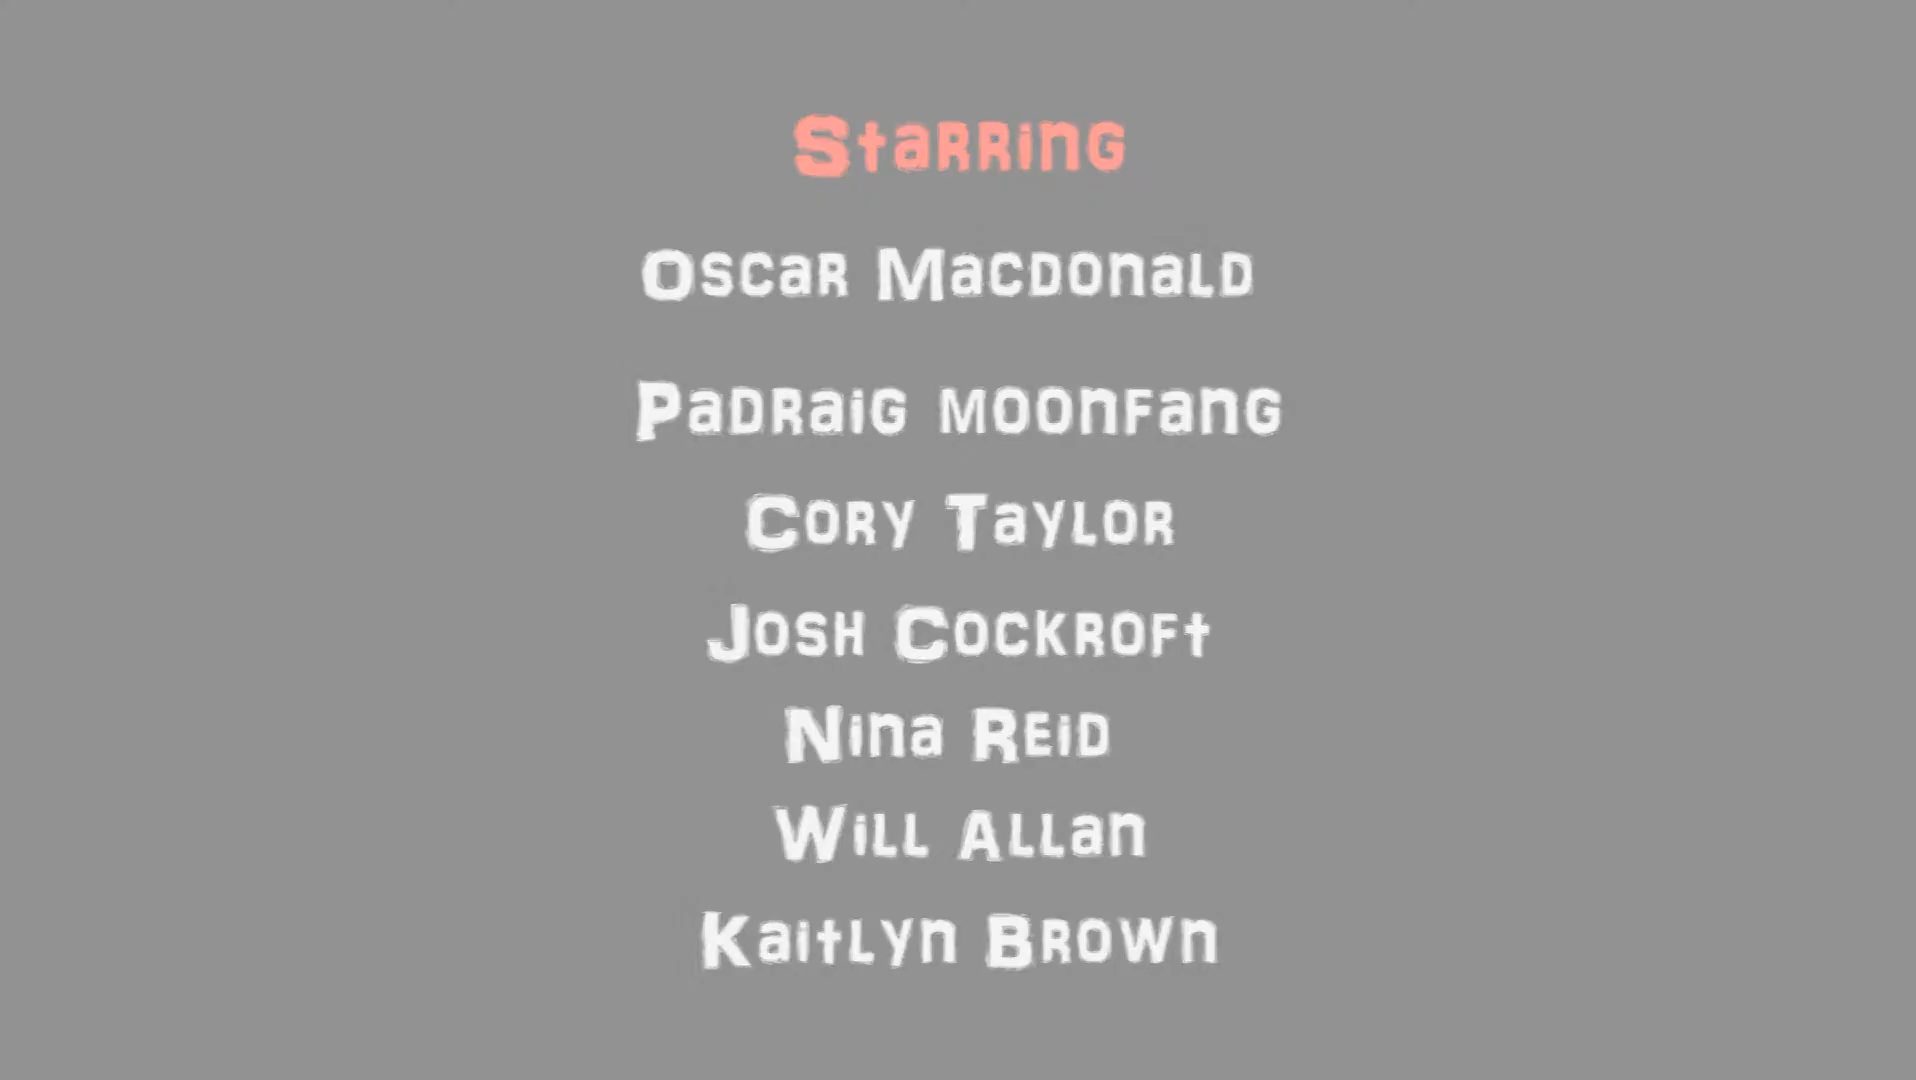 Starring
Oscar Macdonald
Padraig moonfang
Cory Taylor
Josh Cockroft
Nina Reid
Will Allan
Kaitlyn Brown